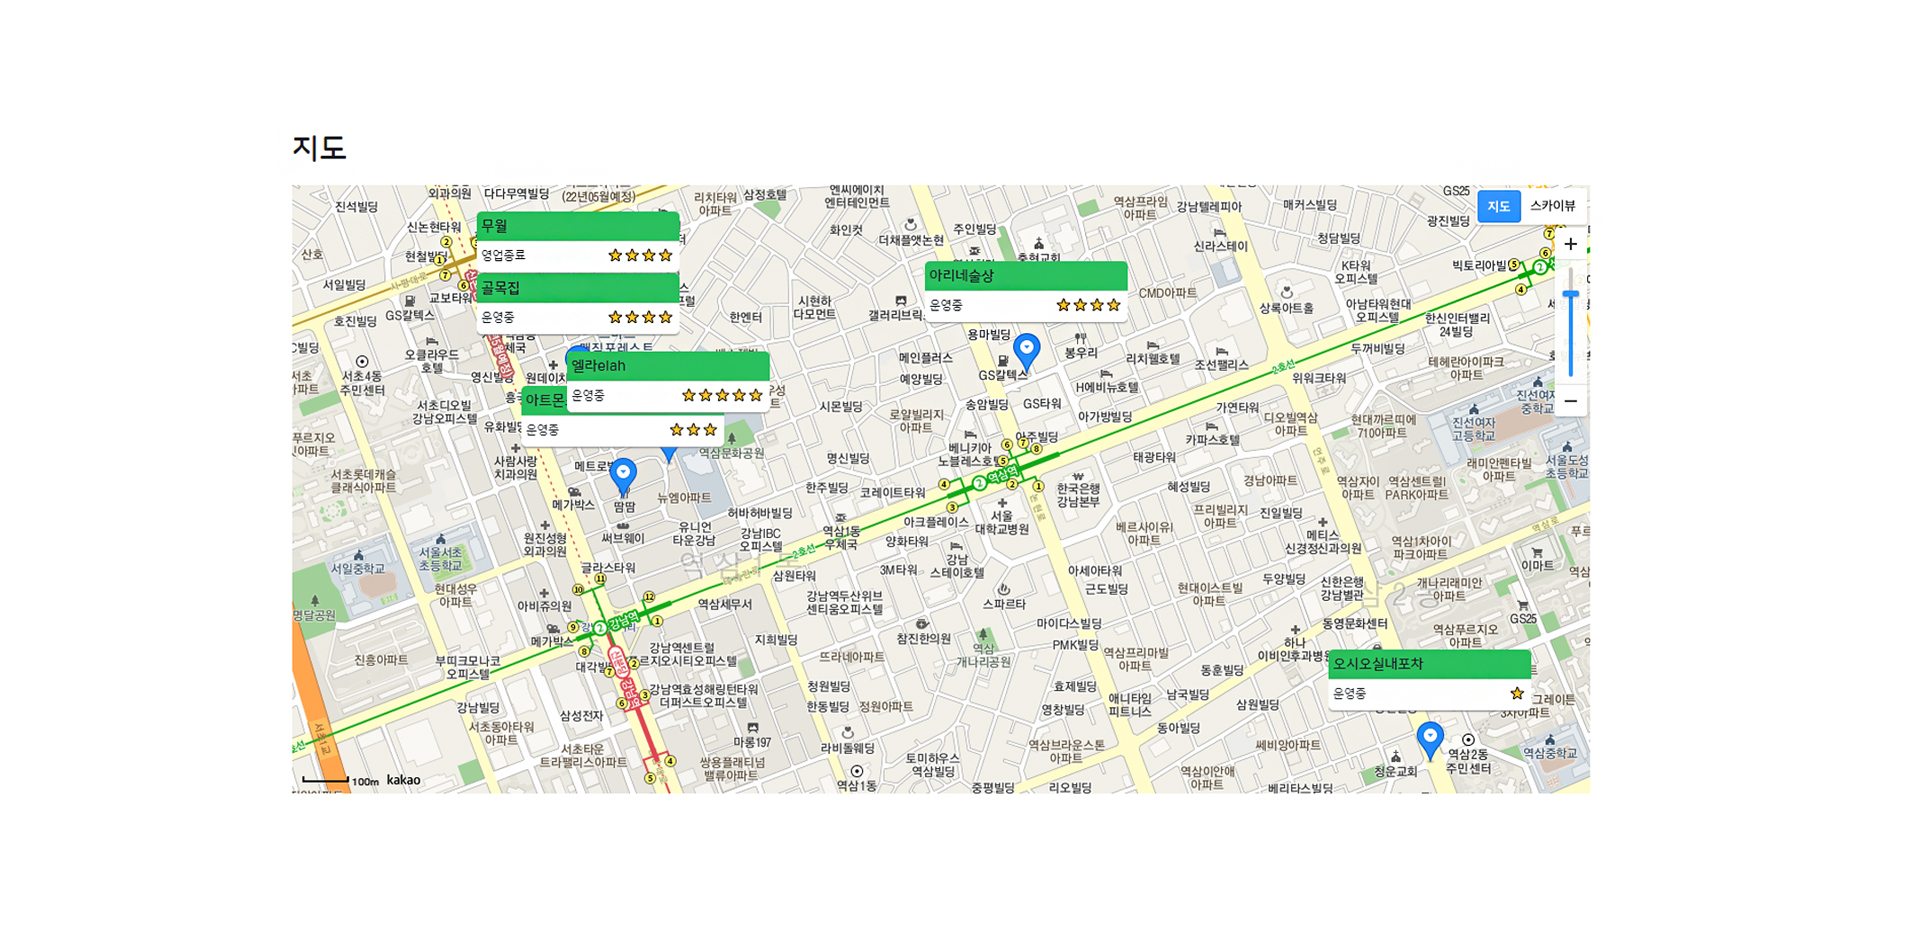 지도
외과의원
다다무역빌딩
(22년05월예정)
리치타워
아파트
삼정호텔
엔씨에이치
엔터테인먼트
진석빌딩
신논현타워
현철빌딩
산호
서일빌딩
교보타워
GS칼텍스
호진빌딩
무월
영업종료
골목집
운영중
화인컷
더채플앳논현
주인빌딩
충현교회
역삼프라임
아파트
강남텔레피아
매커스빌딩
GS25
광진빌딩
지도
스카이뷰
신라스테이
청담빌딩
K타워
오피스텔
빅토리아빌딩
아리네술상
운영중
CMD아파트
상록아트홀
아남타워현대
오피스텔
한신인터밸리
24빌딩
시현하
다모먼트
한엔터
갤러리브릭
용마빌딩
메인플러스
예양빌딩
GS칼텍스
봉우리
리치웰호텔
조선팰리스
H에비뉴호텔
두꺼비빌딩
테헤란아이파크
아파트
위워크타워
2호선
서초4동
주민센터
오클라우드
호텔
영신빌딩
서초
아파트
엘라elah
운영중
아트몬
운영중
서초디오빌
강남오피스텔
유화빌딩
시몬빌딩
로얄빌리지
아파트
송암빌딩
GS타워
아가방빌딩
가연타워
디오빌역삼
아파트
현대까르띠에
710아파트
진선여자
고등학교
진선여자
중학교
푸르지오
아파트
서초롯데캐슬
클래식아파트
사람사랑
치과의원
메가박스
땀땀
뉴엠아파트
역삼문화공원
명신빌딩
한주빌딩
허바허바빌딩
베니키아
노블레스호텔
아주빌딩
카파스호텔
태광타워
혜성빌딩
경남아파트
역삼자이
아파트
역삼센트럴I
PARK아파트
래미안펜타빌
아파트
서울도성
초등학교
코레이트타워
역삼역
한국은행
강남본부
아크플레이스
서울
대학교병원
베르사이유I
아파트
프리빌리지
아파트
진일빌딩
메티스
신경정신과의원
역삼1차아이
파크아파트
역삼로
이마트
서일중학교
서울서초
초등학교
원진성형
외과의원
써브웨이
유니언
타운강남
강남IBC
오피스텔
역삼1동
우체국
양화타워
2호선
글라스타워
3M타워
강남
스테이호텔
아세아타워
근도빌딩
현대이스트빌
아파트
두양빌딩
신한은행
강남별관
개나리래미안
아파트
명달공원
현대성우
아파트
아비쥬의원
삼원타워
역삼세무서
강남역두산위브
센티움오피스텔
스파르타
마이다스빌딩
동영문화센터
GS25
역삼푸르지오
아파트
메가박스
강남역
지희빌딩
참진한의원
역삼
개나리공원
PMK빌딩
역삼프리마빌
아파트
하나
이비인후과병원
진흥아파트
부띠크모나코
오피스텔
강남역센트럴
푸르지오시티오피스텔
뜨라네아파트
동훈빌딩
오시오실내포차
운영중
강남역효성해링턴타워
더퍼스트오피스텔
청원빌딩
한동빌딩
정원아파트
효제빌딩
영창빌딩
애니타임
피트니스
남국빌딩
삼원빌딩
동아빌딩
강남빌딩
삼성전자
서초동아타워
아파트
마롱197
라비돌웨딩
서초타운
트라팰리스아파트
쌍용플래티넘
밸류아파트
역삼1동
토미하우스
역삼빌딩
역삼브라운스톤
아파트
쎄비앙아파트
역삼이안애
아파트
청운교회
역삼2동
주민센터
역삼중학교
중평빌딩
리오빌딩
베리타스빌딩
100m
kakao